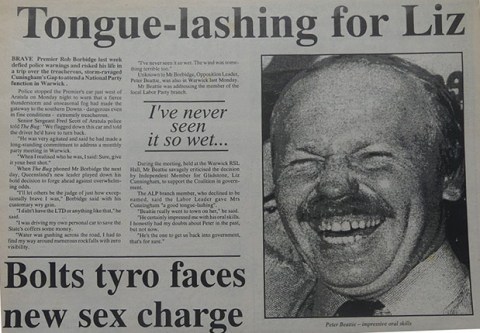 Tongue-lashing for Liz
BRAVE Premier Rob Borbidge last week
defied police warnings and risked his life in
a trip over the treacherous, storm-ravaged
Cuningham's Gap to attend a National Party
function in Warwick.
Police stopped the Premier's car just west of
Aratula on Monday night to warn that a fierce
thunderstorm and unseasonal fog had made the
gateway to the southern Downs - dangerous even
in fine conditions - extremely treacherous.
Senior Sergeant Fred Scott of Aratula police
told The Bug: "We flagged down this car and told
the driver he'd have to turn back.
"He was very agitated and said he had made a
long-standing commitment to address a monthly
party meeting in Warwick.
"When I realised who he was, I said: Sure, give
it your best shot."
When The Bug phoned Mr Borbidge the next
day, Queensland's new leader played down his
bold decision to forge ahead against overwhelm-
ing odds.
"I'll let others be the judge of just how excep-
tionally brave I was," Borbidge said with his
customary wry grin.
"I didn't have the LTD or anything like that," he
said.
"I was driving my own personal car to save the
State's coffers some money.
"Water was gushing across the road, I had to
find my way around numerous rockfalls with zero
visibility.
"I've never seen it so wet. The wind was some-
thing terrible too."
Unknown to Mr Borbidge, Opposition Leader,
Peter Beattie, was also in Warwick last Monday.
Mr Beattie was addressing the member of the
local Labor Party branch.
I've never
seen
it so wet...
During the meeting, held at the Warwick RSL
Hall, Mr Beattie savagely criticised the decision
by Independent Member for Gladstone, Liz
Cunningham, to support the Coalition in govern-
ment.
The ALP branch member, who declined to be
named, said the Labor Leader gave Mrs
Cunningham "a good tongue-lashing".
"Beattie really went to town on her," he said.
"He certainly impressed me with his oral skills.
I honestly had my doubts about Peter in the past,
but not now.
"He's the one to get us back into government,
that's for sure."
Bolts tyro faces
new sex charge
Peter Beattie - impressive oral skills